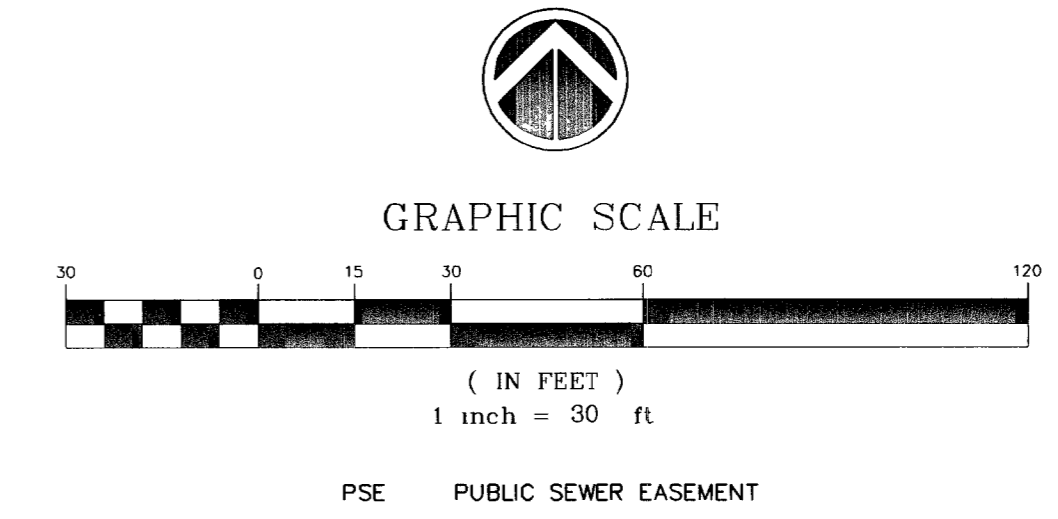 GRAPHIC SCALE
30 0 15 30 60 120
( IN FEET )
1 inch = 30 ft
PSE PUBLIC SEWER EASEMENT